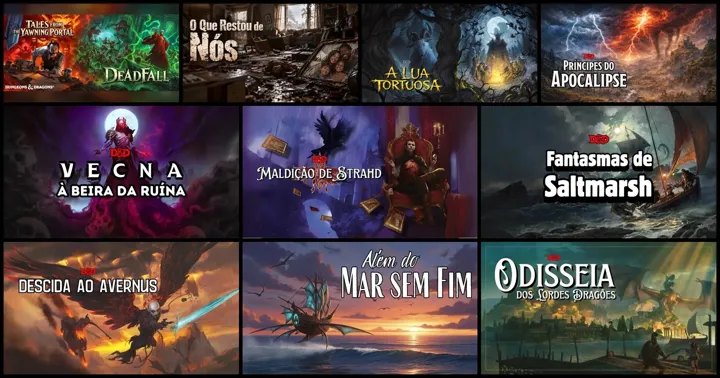 TALES FROM
THE YAWNING PORTAL
DEADFALL
DUNGEONS & DRAGONS
O Que Restou de
Nós
A LUA
TORTUOSA
D&D
PRÍNCIPES DO
APOCALIPSE
D&D
VECNA
À BEIRA DA RUÍNA
D&D
MALDIÇÃO DE STRAHD
D&D
Fantasmas de
Saltmarsh
D&D
DESCIDA AO AVERNUS
Além do
MAR SEM FIM
D&D
ODISSEIA
DOS LORDES DRAGÕES